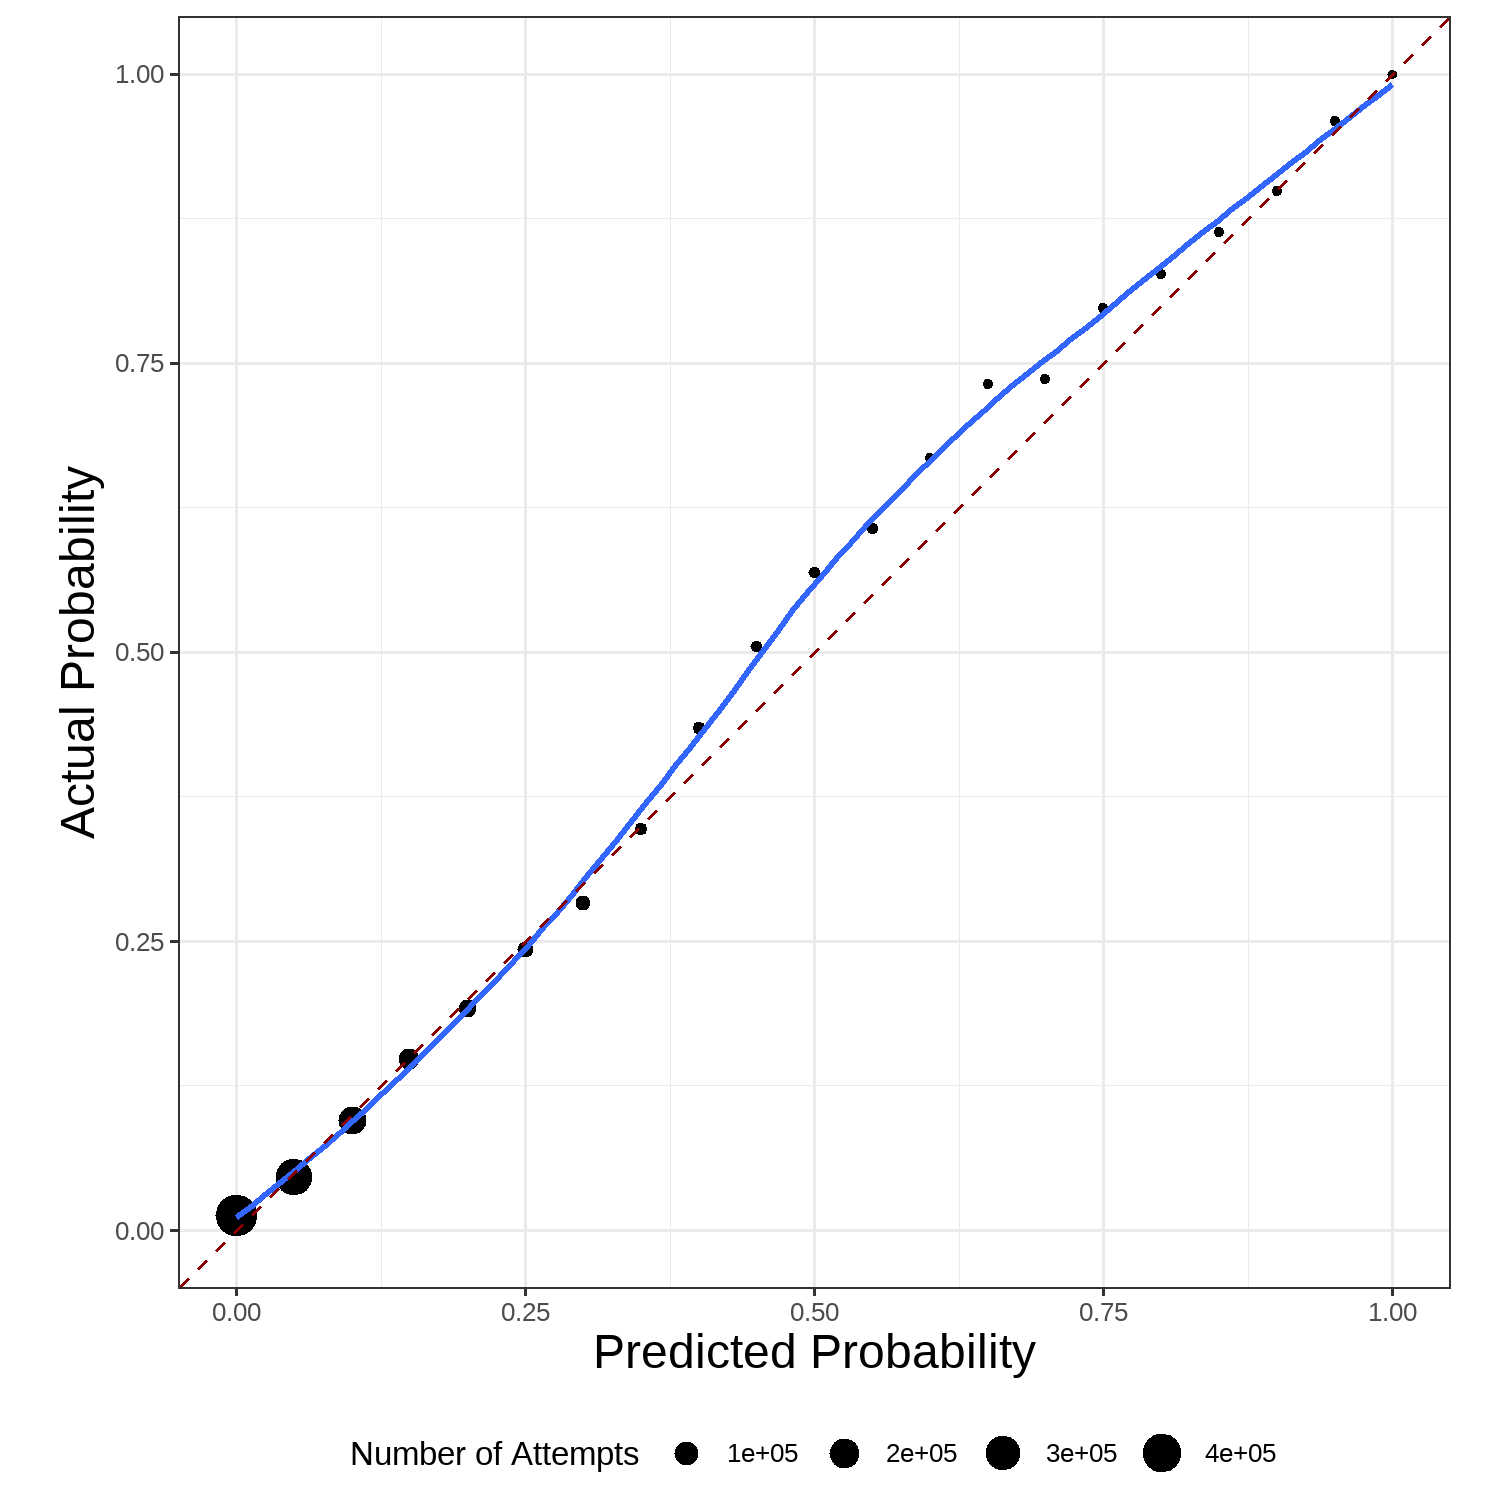 1.00
0.75
0.50
0.25
0.00
Actual Probability
0.00 0.25 0.50 0.75 1.00
Predicted Probability
Number of Attempts 1e+05 2e+05 3e+05 4e+05